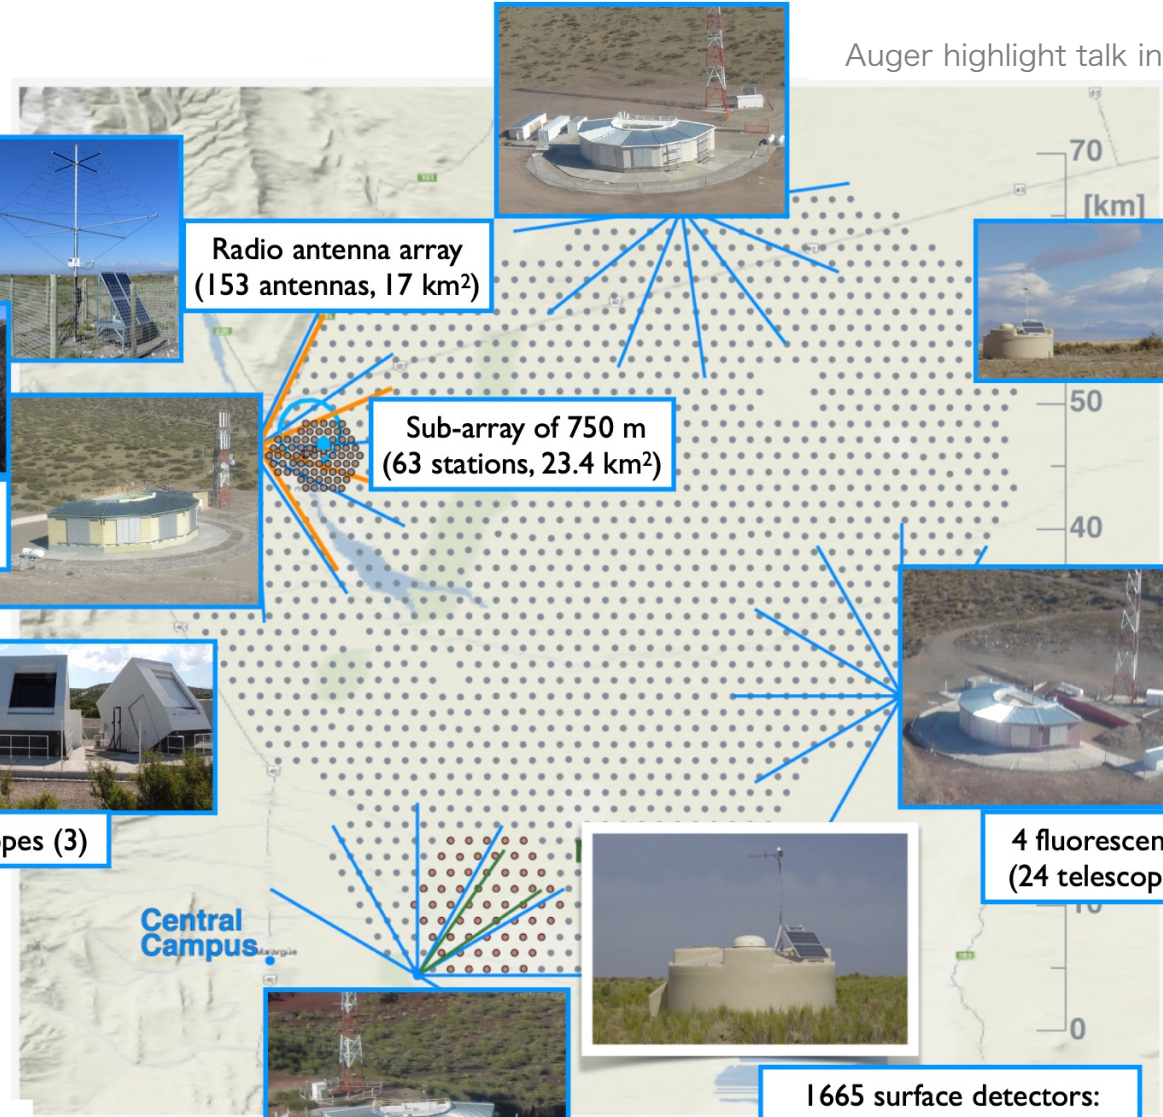 Auger highlight talk in
70
[km]
Radio antenna array
(153 antennas, 17 km²)
50
Sub-array of 750 m
(63 stations, 23.4 km²)
40
pes (3)
4 fluorescen
(24 telescop
10
Central
Campus
0
1665 surface detectors: